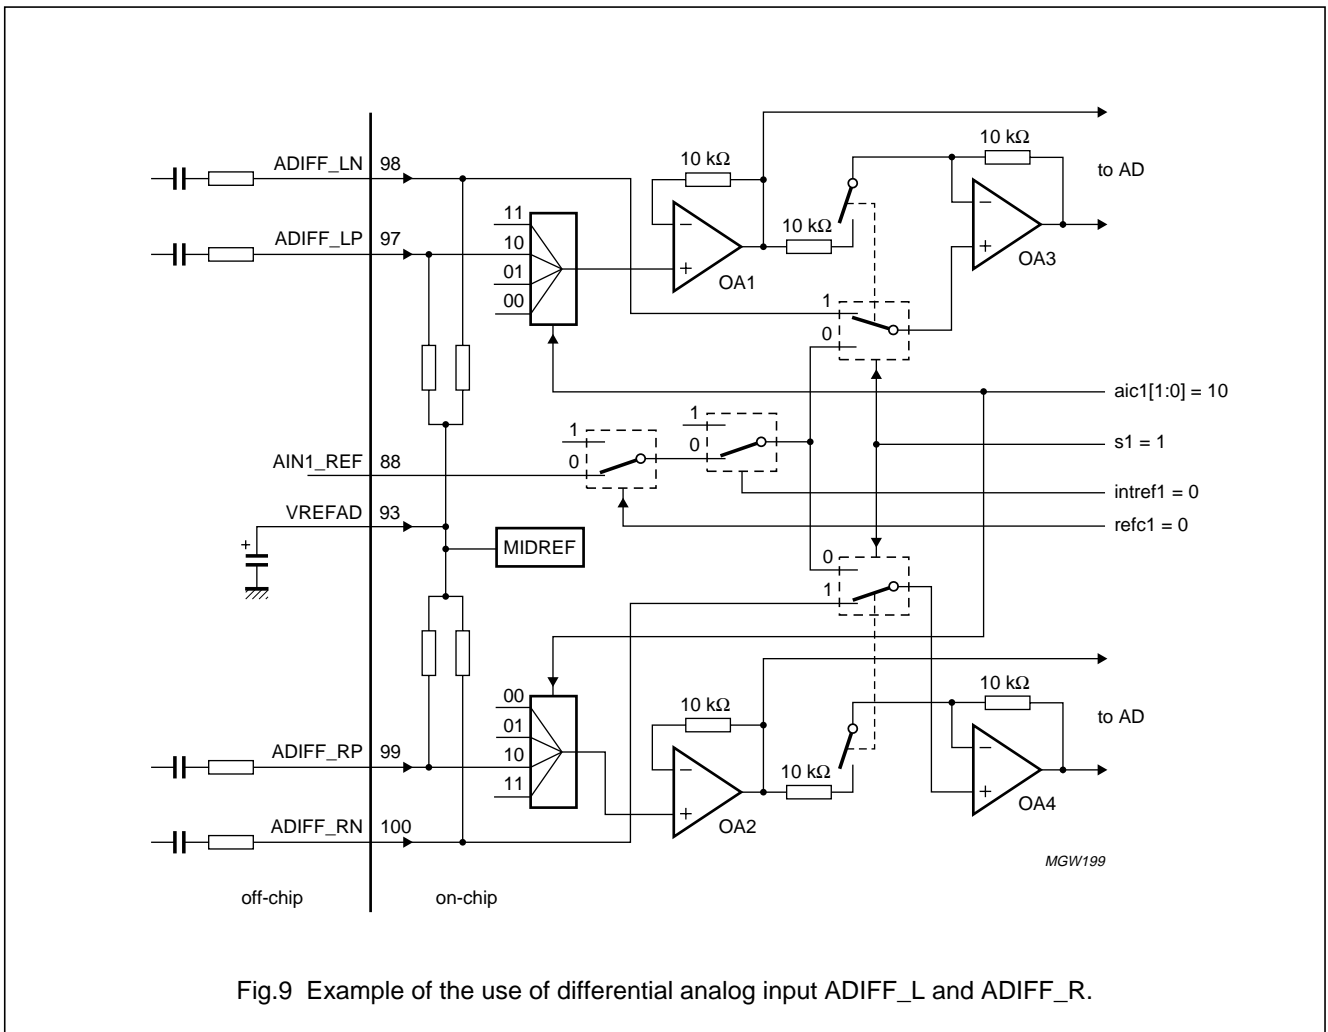 10 kΩ
10 kΩ
ADIFF_LN 98
to AD
11
ADIFF_LP 97
10 kΩ
−
−
10
+
OA3
01
+
OA1
00
1
0
aic1[1:0] = 10
1
1
0
s1 = 1
AIN1_REF 88
0
intref1 = 0
VREFAD 93
refc1 = 0
+
MIDREF
0
1
00
10 kΩ
10 kΩ
01
to AD
ADIFF_RP 99
10
−
−
10 kΩ
11
+
OA4
+
OA2
ADIFF_RN 100
MGW199
off-chip
on-chip
Fig.9 Example of the use of differential analog input ADIFF_L and ADIFF_R.